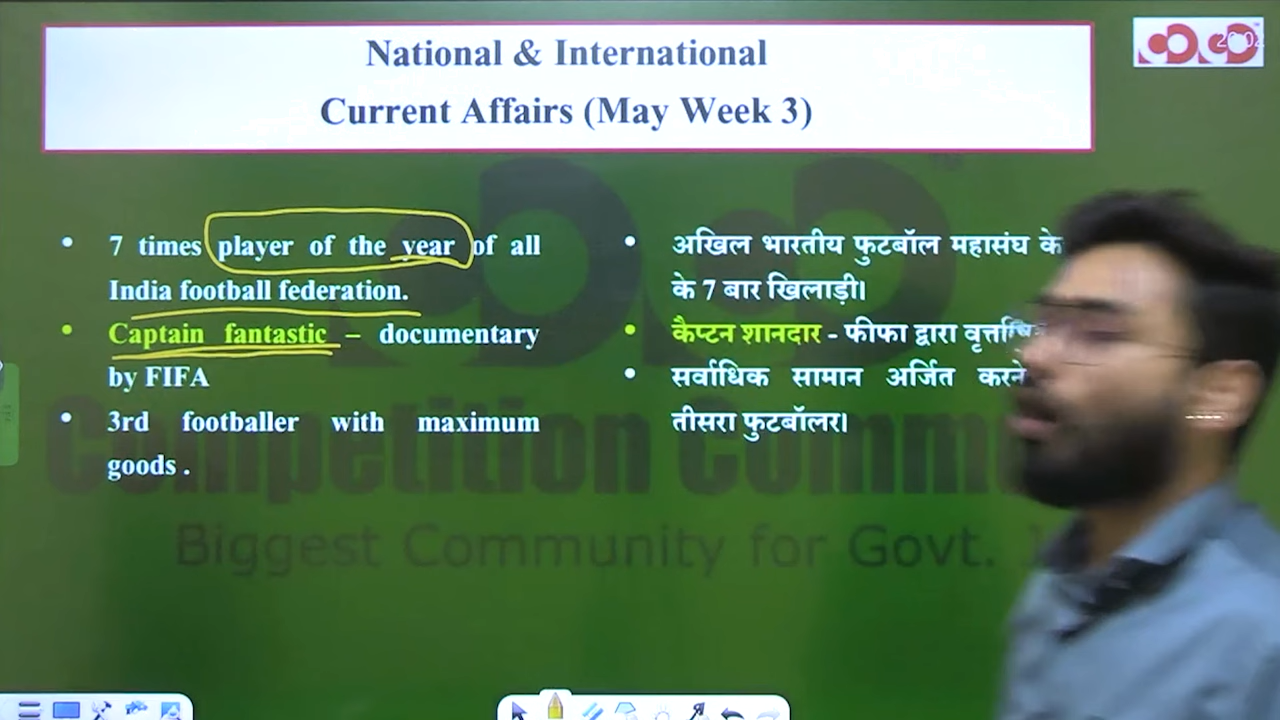 National & International
Current Affairs (May Week 3)
7 times player of the year of all
India football federation.
Captain fantastic – documentary
by FIFA
3rd footballer with maximum
goods .
अखिल भारतीय फुटबॉल महासंघ के
के 7 बार खिलाड़ी।
कैप्टन शानदार - फीफा द्वारा
सर्वाधिक सामान अर्जित करने
तीसरा फुटबॉलर।
Competition
Biggest Community for Govt.